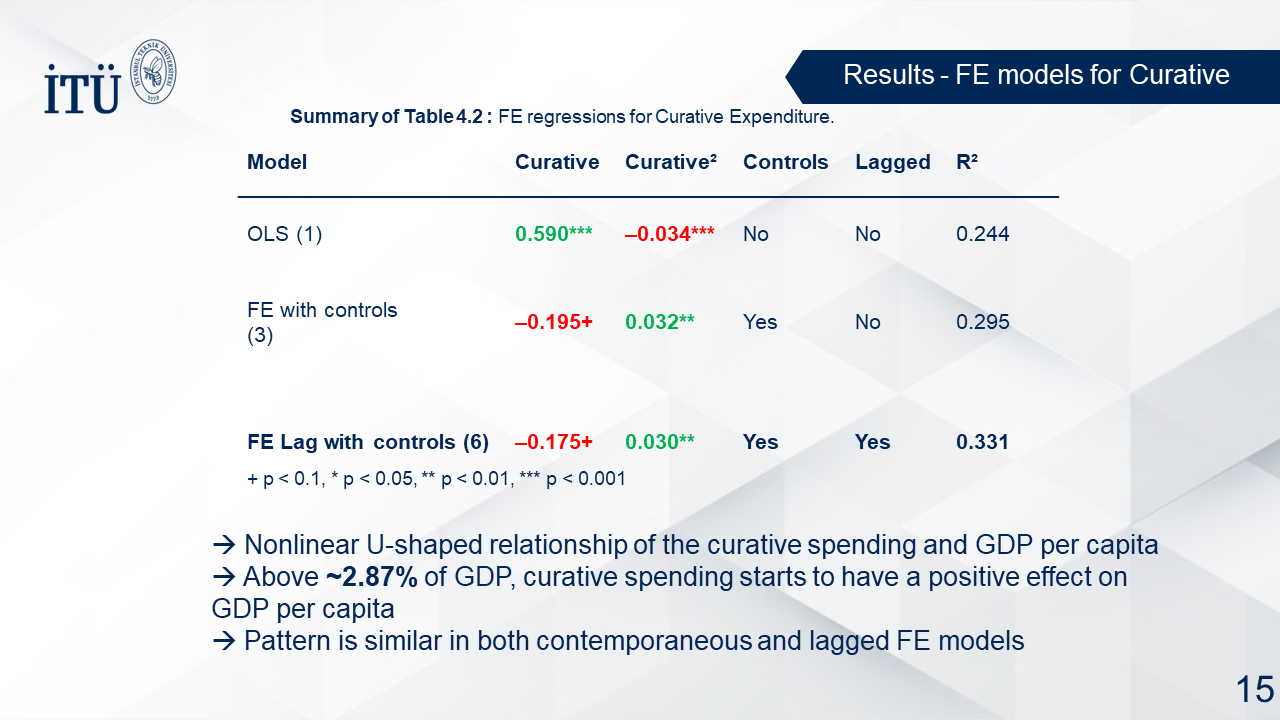 İTÜ
İSTANBUL TEKNİK ÜNİVERSİTESİ
1773
Results - FE models for Curative
Summary of Table 4.2 : FE regressions for Curative Expenditure.
Model Curative Curative² Controls Lagged R²
OLS (1) 0.590*** –0.034*** No No 0.244
FE with controls
(3) –0.195+ 0.032** Yes No 0.295
FE Lag with controls (6) –0.175+ 0.030** Yes Yes 0.331
+ p < 0.1, * p < 0.05, ** p < 0.01, *** p < 0.001
→ Nonlinear U-shaped relationship of the curative spending and GDP per capita
→ Above ~2.87% of GDP, curative spending starts to have a positive effect on
GDP per capita
→ Pattern is similar in both contemporaneous and lagged FE models
15